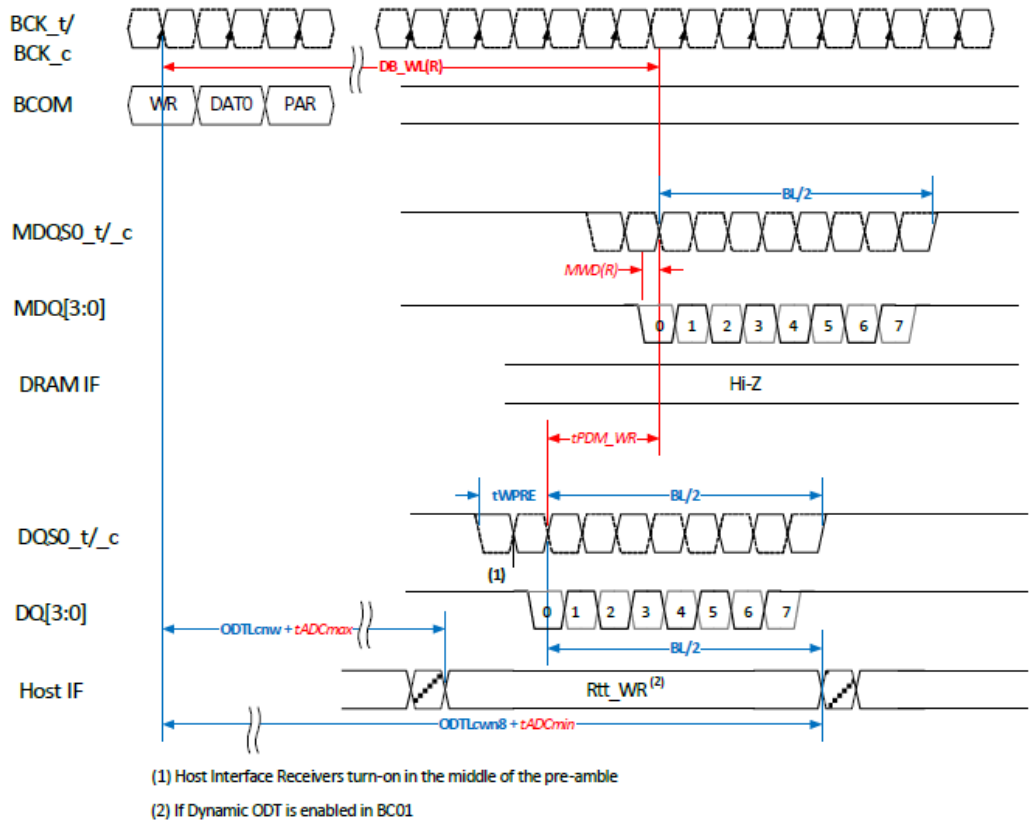 BCK_t/
BCK_c
DB_WL(R)
BCOM
WR DAT0 PAR
BL/2
MDQS0_t/_c
MWD(R)
MDQ[3:0]
0 1 2 3 4 5 6 7
DRAM IF
Hi-Z
tPDM_WR
tWPRE
BL/2
DQS0_t/_c
(1)
DQ[3:0]
0 1 2 3 4 5 6 7
ODTLcnw + tADCmax
BL/2
Host IF
Rtt_WR(2)
ODTLcwn8 + tADCmin
(1) Host Interface Receivers turn-on in the middle of the pre-amble
(2) If Dynamic ODT is enabled in BC01